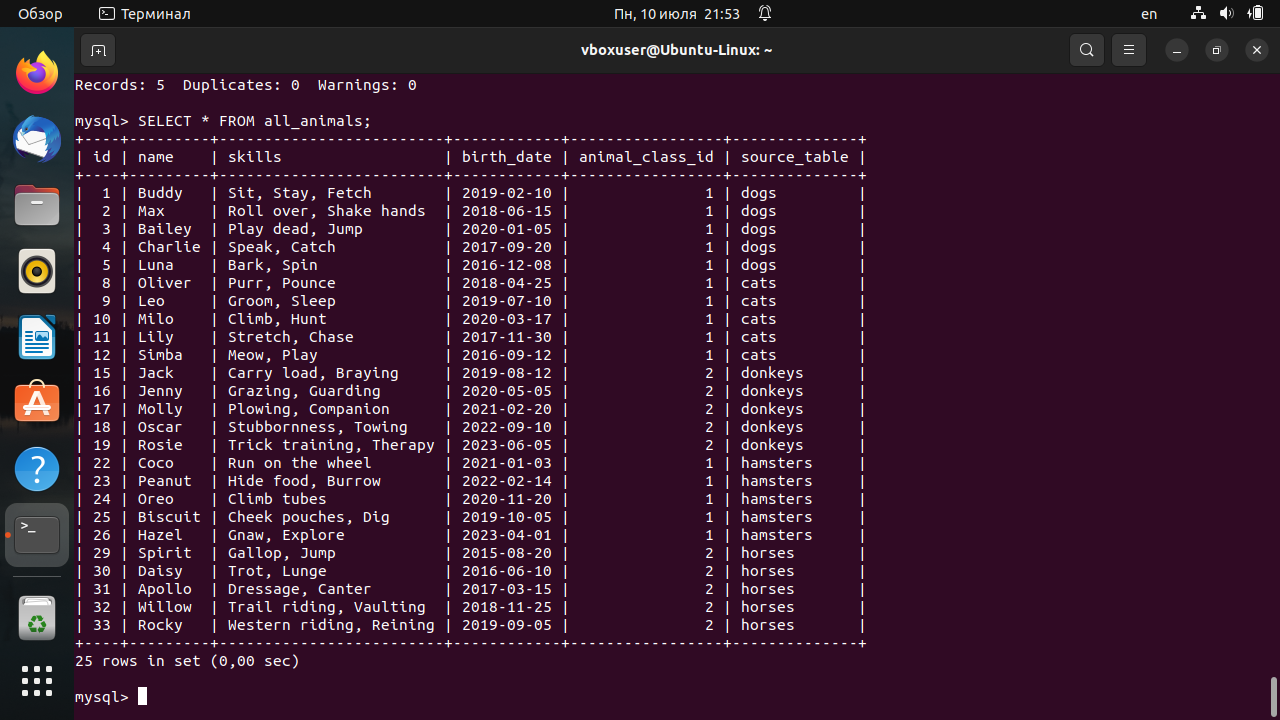 Обзор Терминал Пн, 10 июля 21:53 en
vboxuser@Ubuntu-Linux: ~
Records: 5  Duplicates: 0  Warnings: 0
mysql> SELECT * FROM all_animals;
+----+---------+-------------------------+------------+-----------------+--------------+
| id | name    | skills                  | birth_date | animal_class_id | source_table |
+----+---------+-------------------------+------------+-----------------+--------------+
|  1 | Buddy   | Sit, Stay, Fetch        | 2019-02-10 |               1 | dogs         |
|  2 | Max     | Roll over, Shake hands  | 2018-06-15 |               1 | dogs         |
|  3 | Bailey  | Play dead, Jump         | 2020-01-05 |               1 | dogs         |
|  4 | Charlie | Speak, Catch            | 2017-09-20 |               1 | dogs         |
|  5 | Luna    | Bark, Spin              | 2016-12-08 |               1 | dogs         |
|  8 | Oliver  | Purr, Pounce            | 2018-04-25 |               1 | cats         |
|  9 | Leo     | Groom, Sleep            | 2019-07-10 |               1 | cats         |
| 10 | Milo    | Climb, Hunt             | 2020-03-17 |               1 | cats         |
| 11 | Lily    | Stretch, Chase          | 2017-11-30 |               1 | cats         |
| 12 | Simba   | Meow, Play              | 2016-09-12 |               1 | cats         |
| 15 | Jack    | Carry load, Braying     | 2019-08-12 |               2 | donkeys      |
| 16 | Jenny   | Grazing, Guarding       | 2020-05-05 |               2 | donkeys      |
| 17 | Molly   | Plowing, Companion      | 2021-02-20 |               2 | donkeys      |
| 18 | Oscar   | Stubbornness, Towing    | 2022-09-10 |               2 | donkeys      |
| 19 | Rosie   | Trick training, Therapy | 2023-06-05 |               2 | donkeys      |
| 22 | Coco    | Run on the wheel        | 2021-01-03 |               1 | hamsters     |
| 23 | Peanut  | Hide food, Burrow       | 2022-02-14 |               1 | hamsters     |
| 24 | Oreo    | Climb tubes             | 2020-11-20 |               1 | hamsters     |
| 25 | Biscuit | Cheek pouches, Dig      | 2019-10-05 |               1 | hamsters     |
| 26 | Hazel   | Gnaw, Explore           | 2023-04-01 |               1 | hamsters     |
| 29 | Spirit  | Gallop, Jump            | 2015-08-20 |               2 | horses       |
| 30 | Daisy   | Trot, Lunge             | 2016-06-10 |               2 | horses       |
| 31 | Apollo  | Dressage, Canter        | 2017-03-15 |               2 | horses       |
| 32 | Willow  | Trail riding, Vaulting  | 2018-11-25 |               2 | horses       |
| 33 | Rocky   | Western riding, Reining | 2019-09-05 |               2 | horses       |
+----+---------+-------------------------+------------+-----------------+--------------+
25 rows in set (0,00 sec)
mysql>